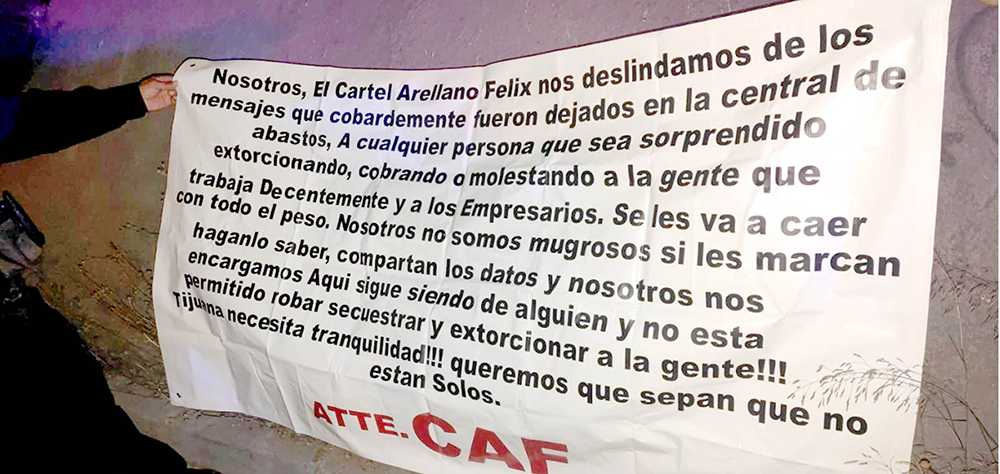 Nosotros, El Cartel Arellano Felix nos deslindamos de los
mensajes que cobardemente fueron dejados en la central de
abastos, A cualquier persona que sea sorprendido
extorcionando, cobrando o molestando a la gente que
trabaja Decentemente y a los Empresarios. Se les va a caer
con todo el peso. Nosotros no somos mugrosos si les marcan
haganlo saber, compartan los datos y nosotros nos
encargamos Aqui sigue siendo de alguien y no esta
permitido robar secuestrar y extorcionar a la gente!!!
Tijuana necesita tranquilidad!!! queremos que sepan que no
estan Solos.
ATTE. CAF